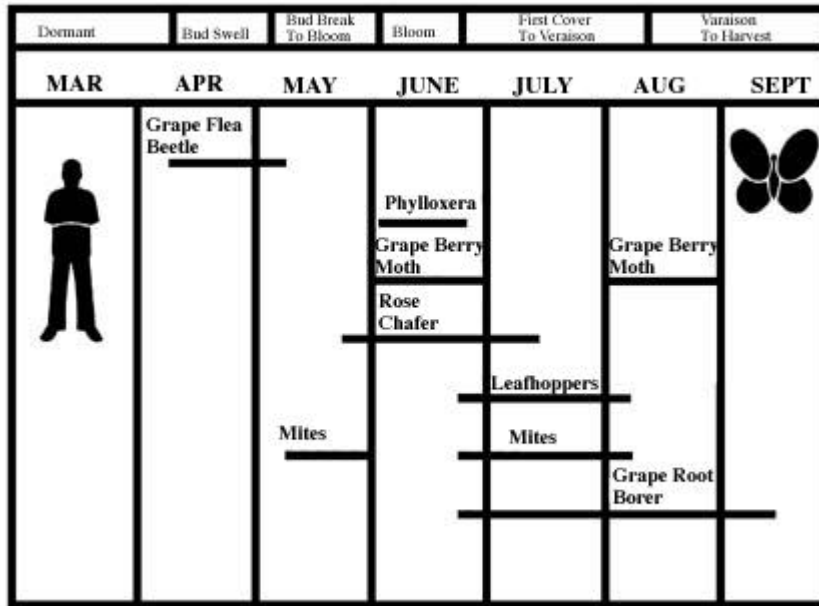 Dormant
Bud Swell
Bud Break
To Bloom
Bloom
First Cover
To Veraison
Varaison
To Harvest
MAR
APR
MAY
JUNE
JULY
AUG
SEPT
Grape Flea
Beetle
Phylloxera
Grape Berry
Moth
Grape Berry
Moth
Rose
Chafer
Leafhoppers
Mites
Mites
Grape Root
Borer